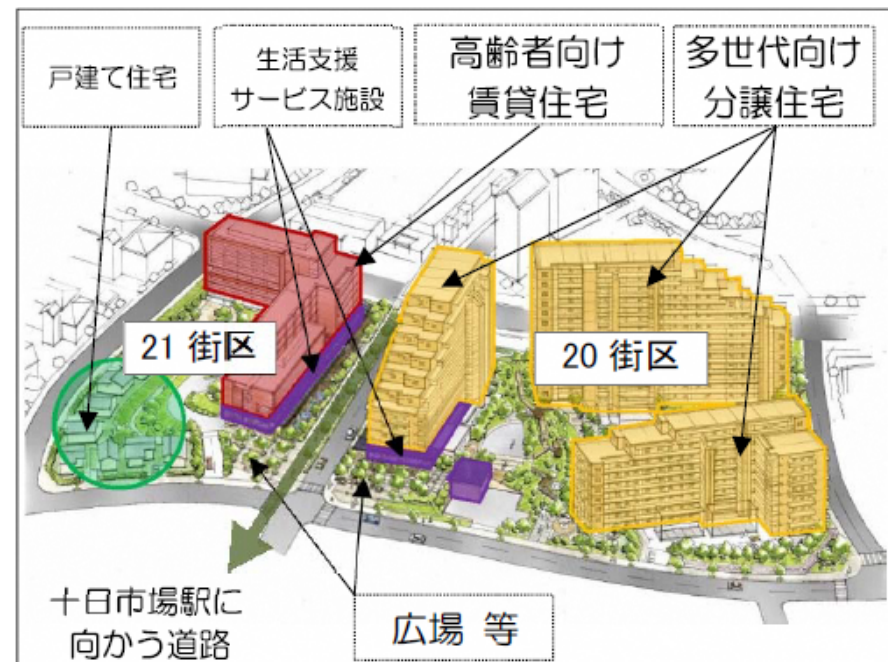 戸建て住宅
生活支援
サービス施設
高齢者向け
賃貸住宅
多世代向け
分譲住宅
21 街区
20 街区
十日市場駅に
向かう道路
広場 等